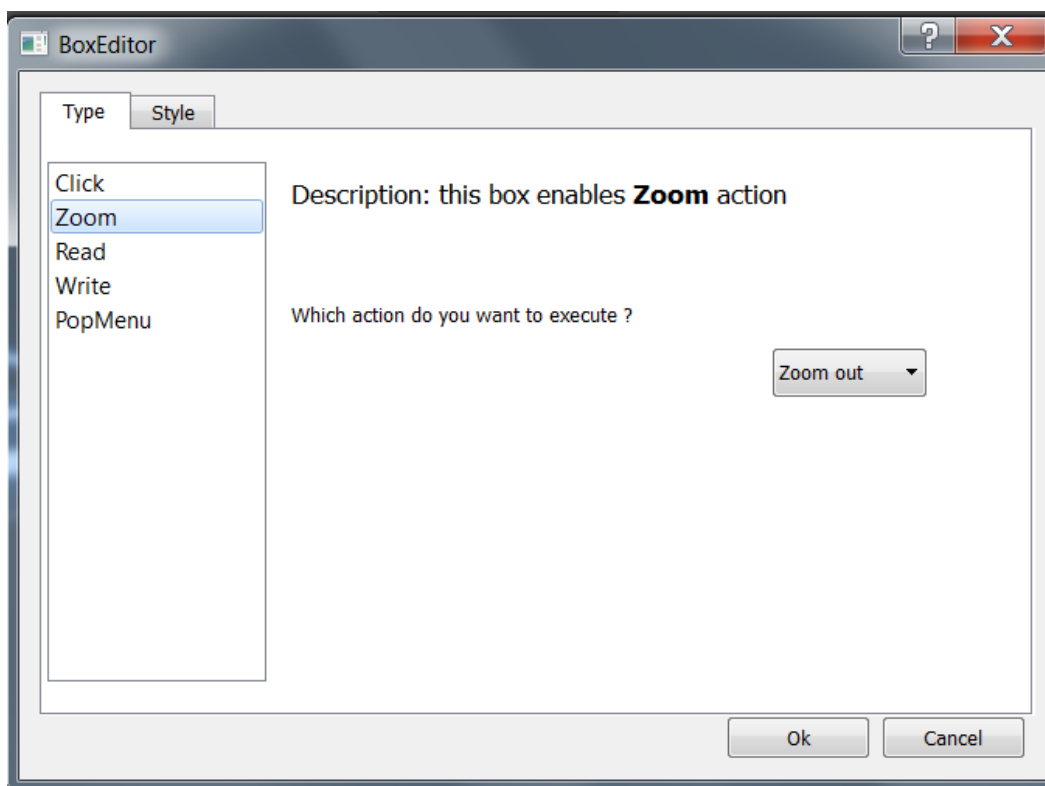 BoxEditor
?
X
Type
Style
Click
Zoom
Read
Write
PopMenu
Description: this box enables Zoom action
Which action do you want to execute ?
Zoom out
Ok
Cancel